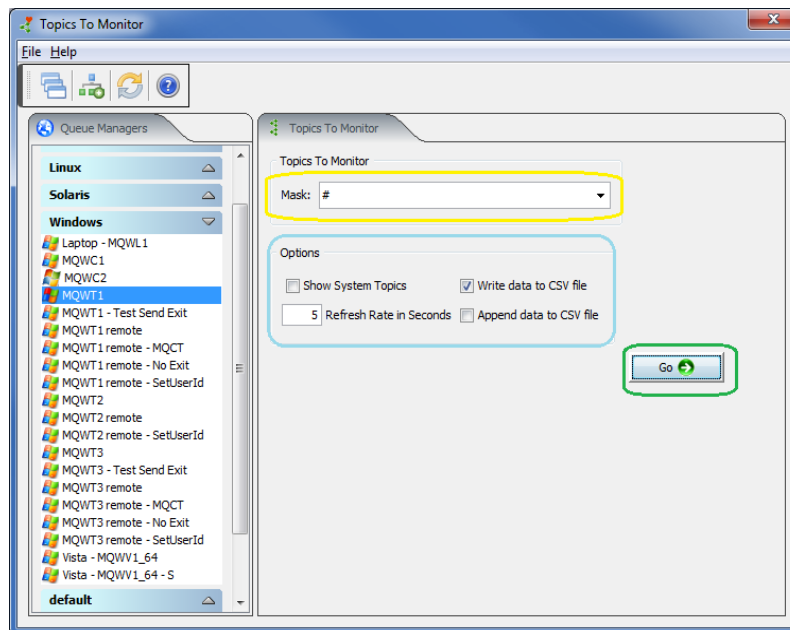 Topics To Monitor
File Help
Queue Managers
Linux
Solaris
Windows
Laptop - MQWL1
MQWC1
MQWC2
MQWT1
MQWT1 - Test Send Exit
MQWT1 remote
MQWT1 remote - MQCT
MQWT1 remote - No Exit
MQWT1 remote - SetUserId
MQWT2
MQWT2 remote
MQWT2 remote - SetUserId
MQWT3
MQWT3 - Test Send Exit
MQWT3 remote
MQWT3 remote - MQCT
MQWT3 remote - No Exit
MQWT3 remote - SetUserId
Vista - MQWV1_64
Vista - MQWV1_64 - S
default
Topics To Monitor
Topics To Monitor
Mask: #
Options
Show System Topics Write data to CSV file
5 Refresh Rate in Seconds Append data to CSV file
Go